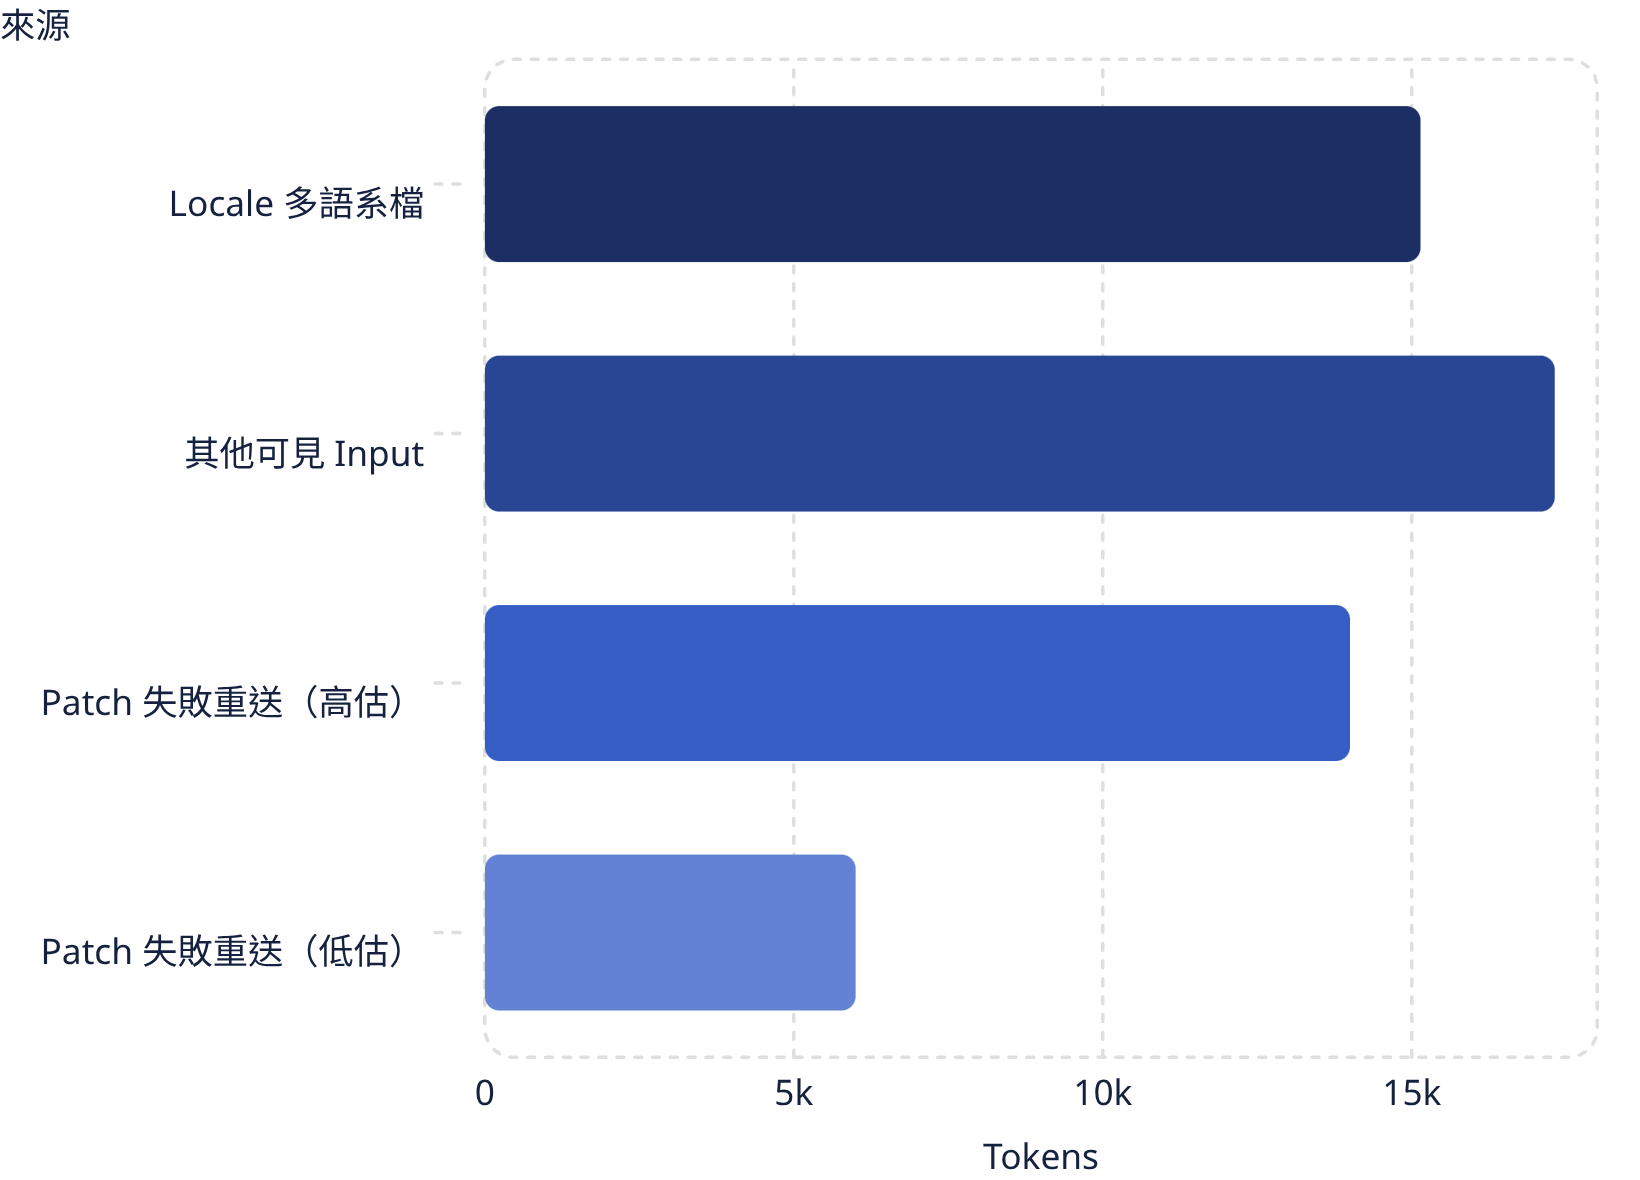 來源
Locale 多語系檔
其他可見 Input
Patch 失敗重送（高估）
Patch 失敗重送（低估）
0 5k 10k 15k
Tokens